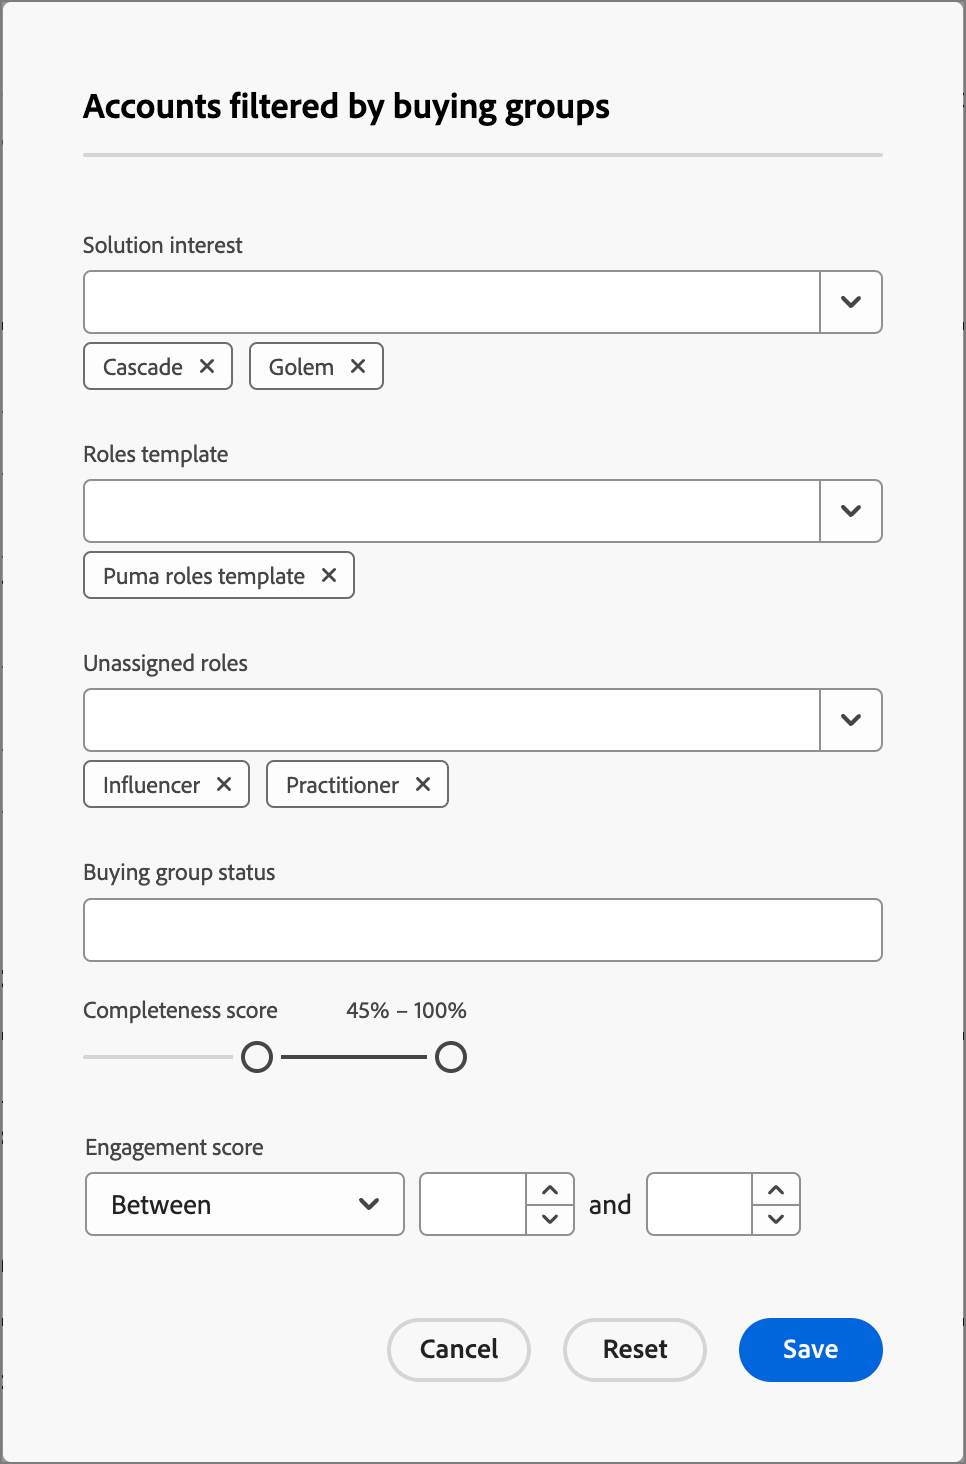 Accounts filtered by buying groups
Solution interest
Cascade
Golem
Roles template
Puma roles template
Unassigned roles
Influencer
Practitioner
Buying group status
Completeness score 45% – 100%
Engagement score
Between and
Cancel Reset Save